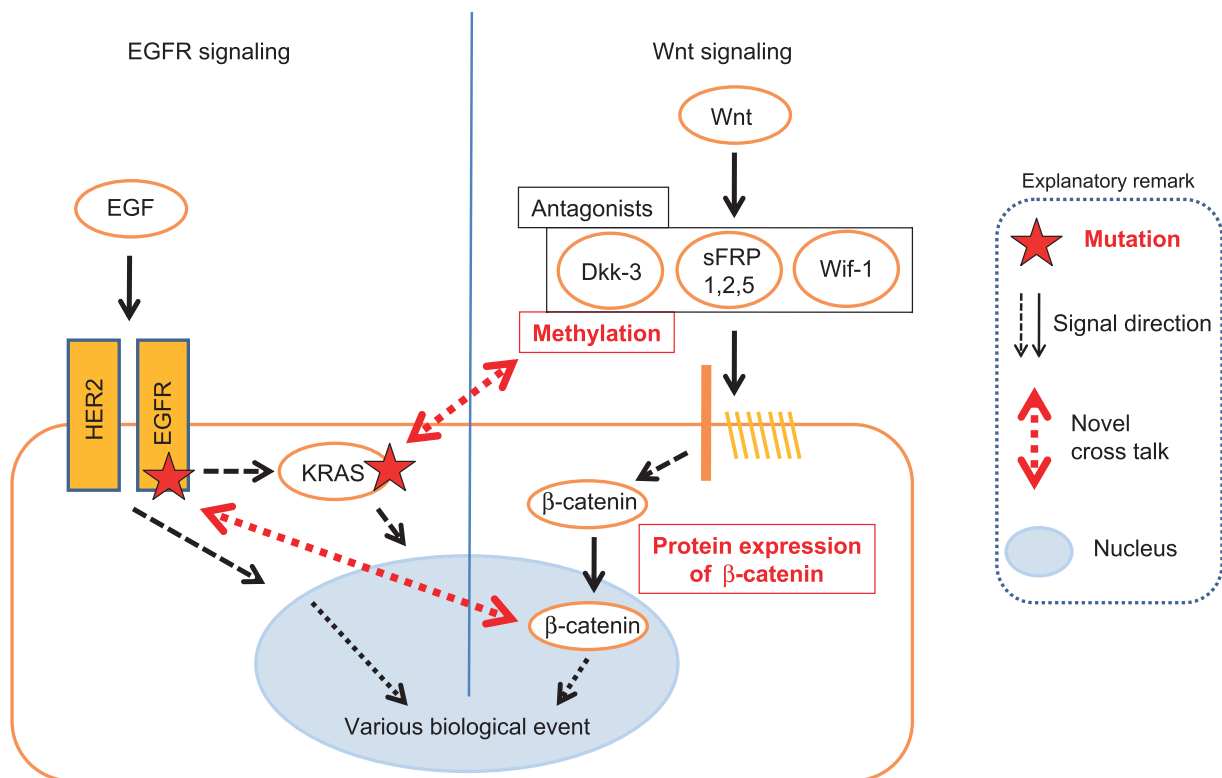 EGFR signaling
Wnt signaling
Wnt
EGF
Antagonists
Dkk-3
sFRP
1,2,5
Wif-1
Methylation
HER2
EGFR
KRAS
β-catenin
Protein expression
of β-catenin
β-catenin
Various biological event
Explanatory remark
Mutation
Signal direction
Novel
cross talk
Nucleus